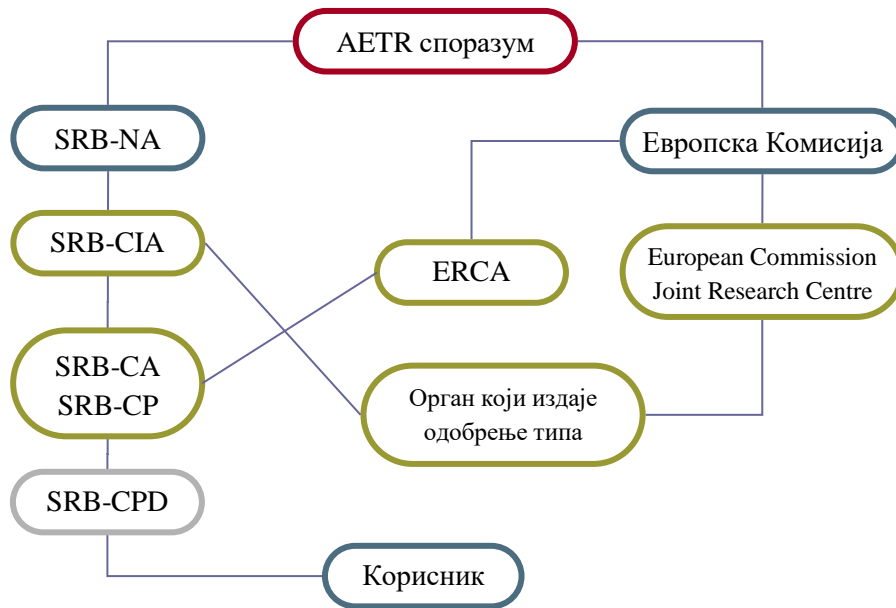 AETR споразум
SRB-NA
Европска Комисија
SRB-CIA
ERCA
European Commission
Joint Research Centre
SRB-CA
SRB-CP
Орган који издаје
одобрење типа
SRB-CPD
Корисник